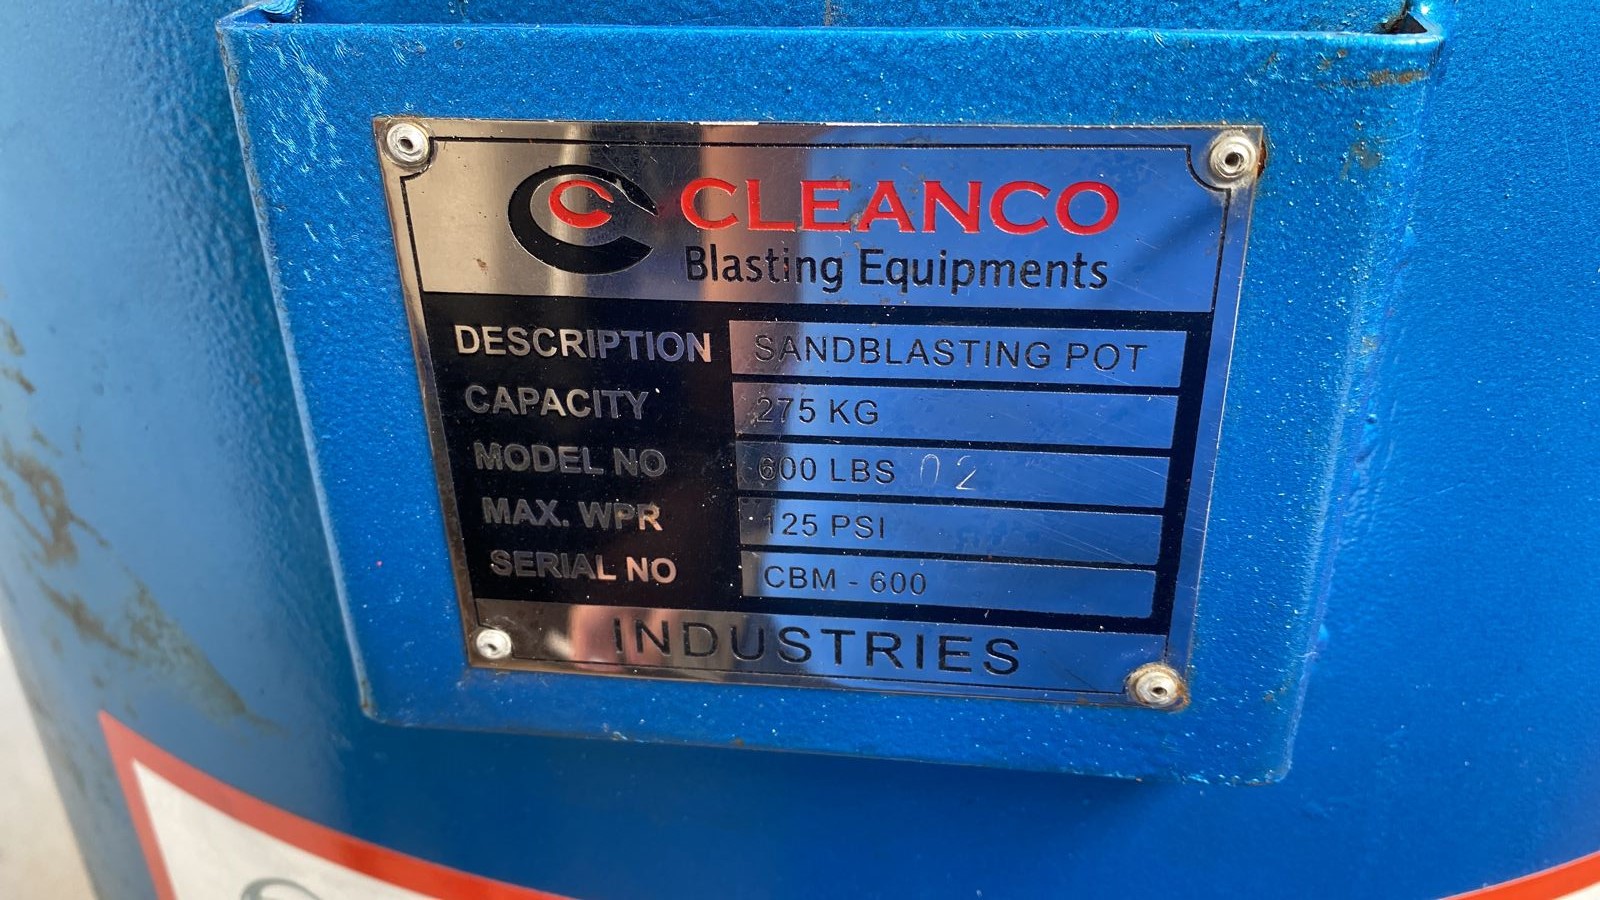 CLEANCO
Blasting Equipments
DESCRIPTION SANDBLASTING POT
CAPACITY 275 KG
MODEL NO 600 LBS 02
MAX. WPR 125 PSI
SERIAL NO CBM - 600
INDUSTRIES